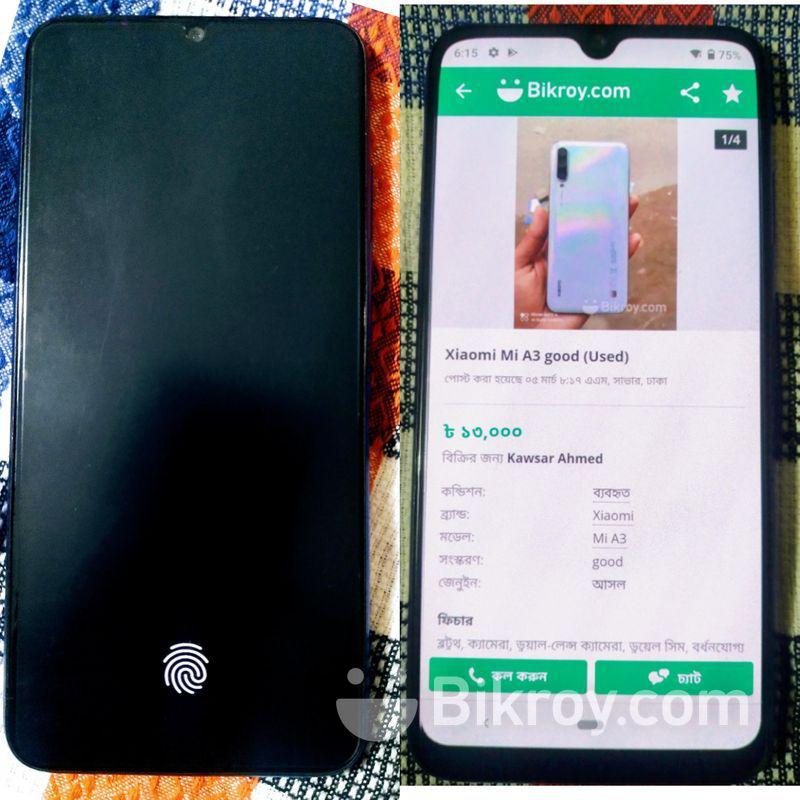 6:15
75%
Bikroy.com
1/4
Bikroy.com
Xiaomi Mi A3 good (Used)
পোস্ট করা হয়েছে ০৫ মার্চ ৮:১৭ এএম, সাভার, ঢাকা
৳ ১৩,০০০
বিক্রির জন্য Kawsar Ahmed
কন্ডিশন: ব্যবহৃত
ব্র্যান্ড: Xiaomi
মডেল: Mi A3
সংস্করণ: good
জেনুইন: আসল
ফিচার
ব্লুটুথ, ক্যামেরা, ডুয়াল-লেন্স ক্যামেরা, ডুয়েল সিম, বর্ধনযোগ্য
কল করুন
চ্যাট
Bikroy.com